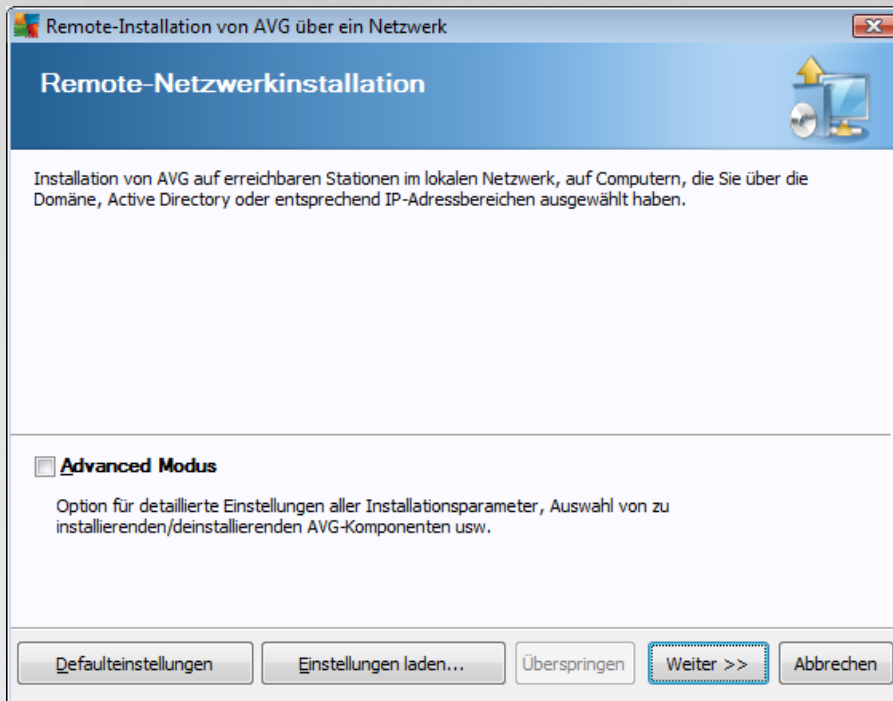 Remote-Installation von AVG über ein Netzwerk
Remote-Netzwerkinstallation
Installation von AVG auf erreichbaren Stationen im lokalen Netzwerk, auf Computern, die Sie über die
Domäne, Active Directory oder entsprechend IP-Adressbereichen ausgewählt haben.
Advanced Modus
Option für detaillierte Einstellungen aller Installationsparameter, Auswahl von zu
installierenden/deinstallierenden AVG-Komponenten usw.
Defaulteinstellungen
Einstellungen laden...
Überspringen
Weiter >>
Abbrechen